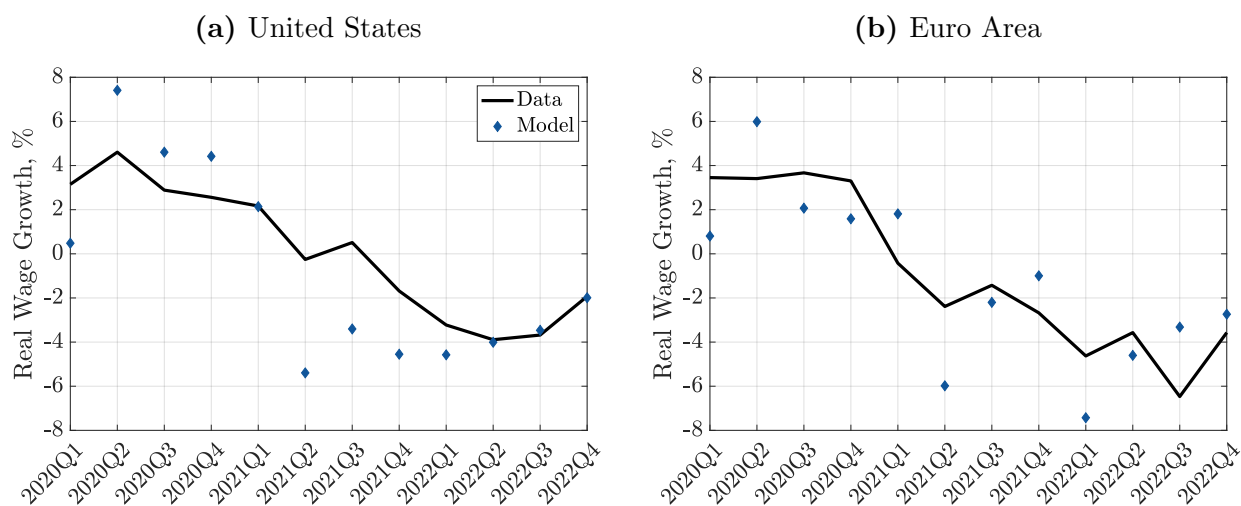 (a) United States
Real Wage Growth, %
8
6
4
2
0
-2
-4
-6
-8
Data
Model
2020Q1
2020Q2
2020Q3
2020Q4
2021Q1
2021Q2
2021Q3
2021Q4
2022Q1
2022Q2
2022Q3
2022Q4
(b) Euro Area
Real Wage Growth, %
8
6
4
2
0
-2
-4
-6
-8
2020Q1
2020Q2
2020Q3
2020Q4
2021Q1
2021Q2
2021Q3
2021Q4
2022Q1
2022Q2
2022Q3
2022Q4